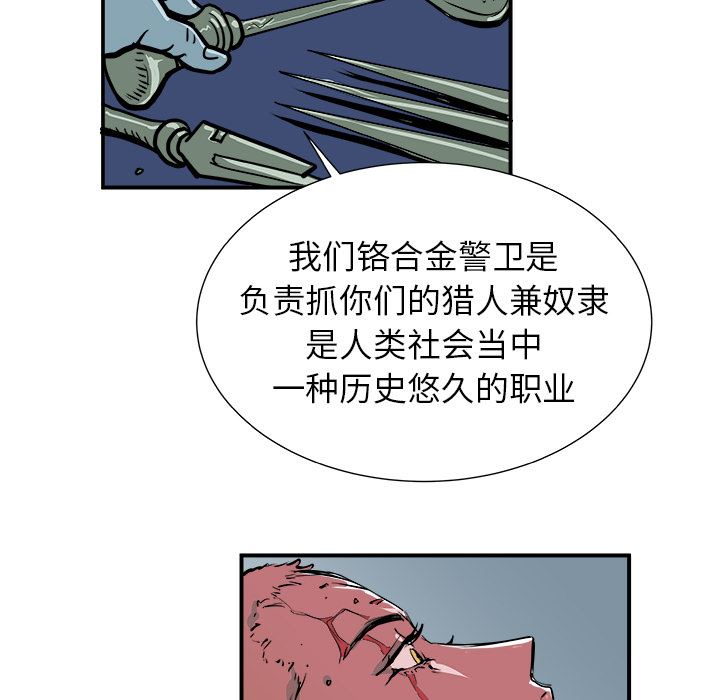 我们铬合金警卫是
负责抓你们的猎人兼奴隶
是人类社会当中
一种历史悠久的职业